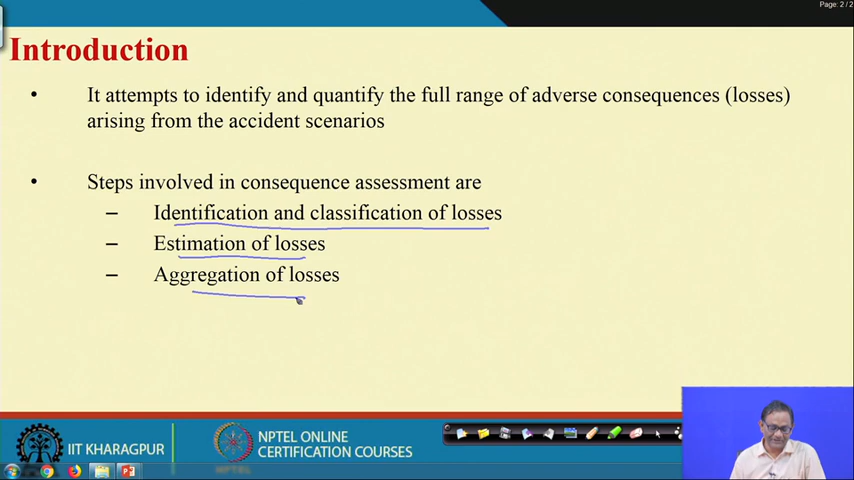 Page: 2 / 2
Introduction
• It attempts to identify and quantify the full range of adverse consequences (losses)
arising from the accident scenarios
• Steps involved in consequence assessment are
– Identification and classification of losses
– Estimation of losses
– Aggregation of losses
IIT KHARAGPUR
NPTEL ONLINE
CERTIFICATION COURSES
NPTEL